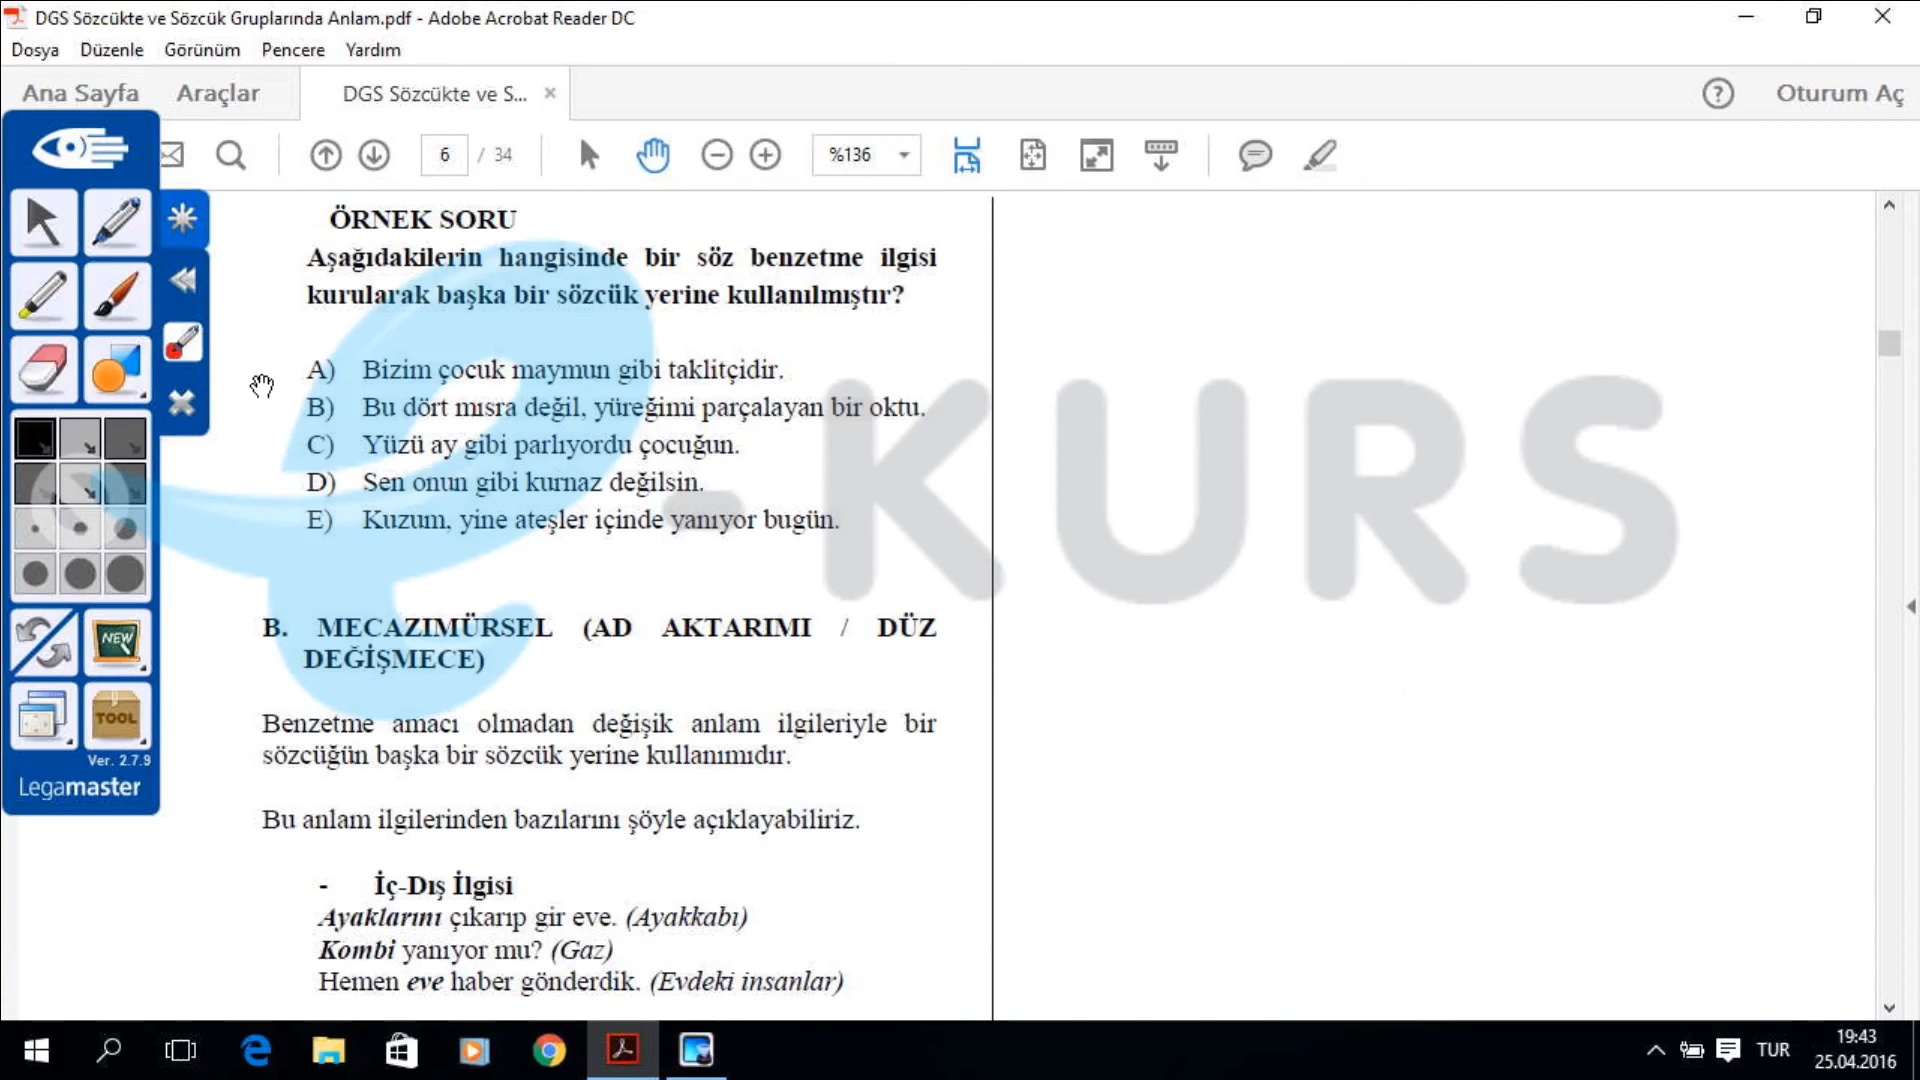 DGS Sözcükte ve Sözcük Gruplarında Anlam.pdf - Adobe Acrobat Reader DC
Dosya Düzenle Görünüm Pencere Yardım
Ana Sayfa Araçlar DGS Sözcükte ve S... Oturum Aç
6 / 34 %136
ÖRNEK SORU
Aşağıdakilerin hangisinde bir söz benzetme ilgisi
kurularak başka bir sözcük yerine kullanılmıştır?
A) Bizim çocuk maymun gibi taklitçidir.
B) Bu dört mısra değil, yüreğimi parçalayan bir oktu.
C) Yüzü ay gibi parlıyordu çocuğun.
D) Sen onun gibi kurnaz değilsin.
E) Kuzum, yine ateşler içinde yanıyor bugün.
e-KURS
B. MECAZIMÜRSEL (AD AKTARIMI / DÜZ
DEĞİŞMECE)
Benzetme amacı olmadan değişik anlam ilgileriyle bir
sözcüğün başka bir sözcük yerine kullanımıdır.
Bu anlam ilgilerinden bazılarını şöyle açıklayabiliriz.
- İç-Dış İlgisi
Ayaklarını çıkarıp gir eve. (Ayakkabı)
Kombi yanıyor mu? (Gaz)
Hemen eve haber gönderdik. (Evdeki insanlar)
NEW
TOOL
Ver. 2.7.9
Legamaster
TUR
19:43
25.04.2016